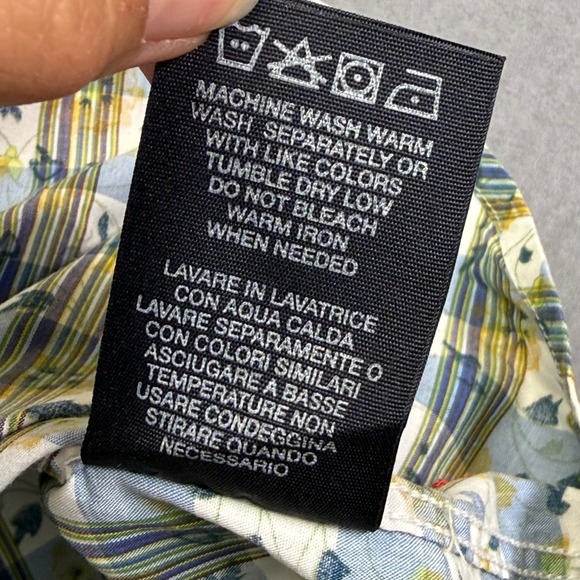 MACHINE WASH WARM
WASH SEPARATELY OR
WITH LIKE COLORS
TUMBLE DRY LOW
DO NOT BLEACH
WARM IRON
WHEN NEEDED
LAVARE IN LAVATRICE
CON AQUA CALDA
LAVARE SEPARAMENTE O
CON COLORI SIMILARI
ASCIUGARE A BASSE
TEMPERATURE NON
USARE CONDEGGINA
STIRARE QUANDO
NECESSARIO